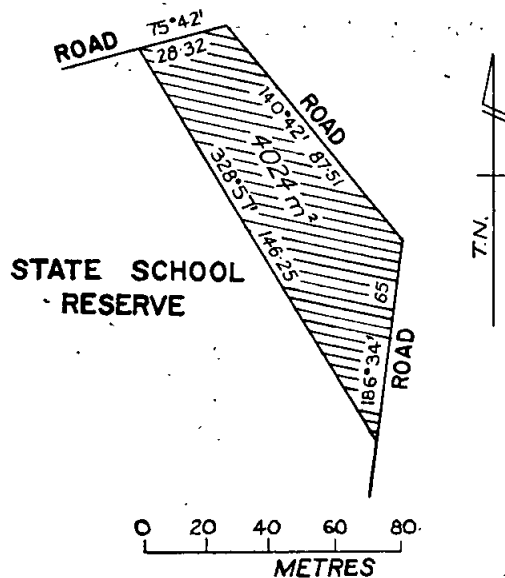 75°42'
ROAD
28·32
ROAD
140°42' 87·51
4024 m²
328°57' 146·25
T.N.
STATE SCHOOL
RESERVE
65
186°34'
ROAD
0 20 40 60 80
METRES